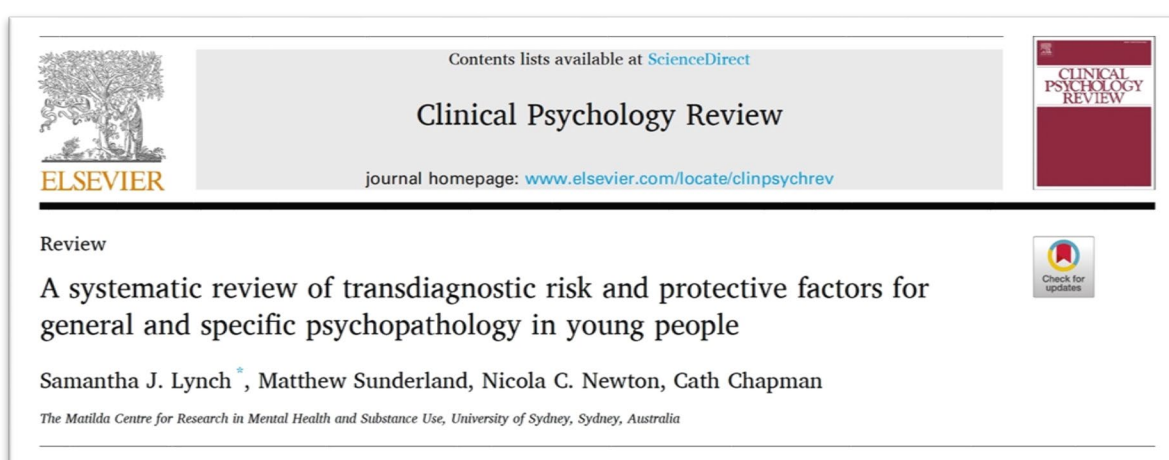 Contents lists available at ScienceDirect
Clinical Psychology Review
journal homepage: www.elsevier.com/locate/clinpsychrev
ELSEVIER
CLINICAL
PSYCHOLOGY
REVIEW
Review
Check for
updates
A systematic review of transdiagnostic risk and protective factors for
general and specific psychopathology in young people
Samantha J. Lynch *, Matthew Sunderland, Nicola C. Newton, Cath Chapman
The Matilda Centre for Research in Mental Health and Substance Use, University of Sydney, Sydney, Australia